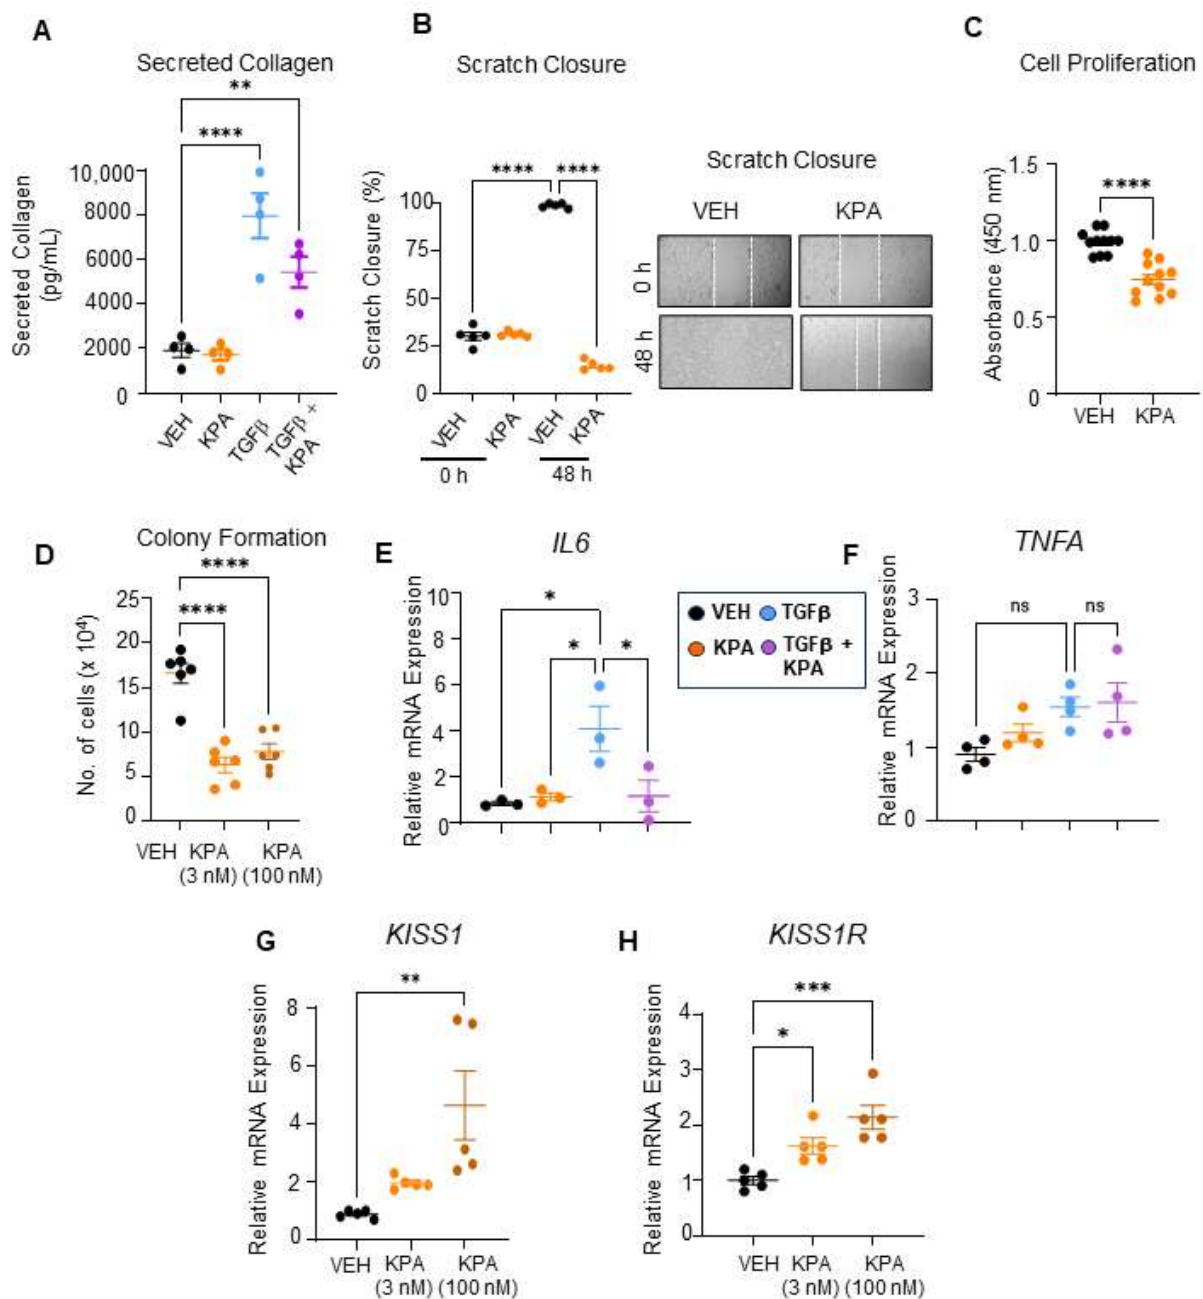 A
Secreted Collagen
**
****
10,000
8000
6000
4000
2000
0
Secreted Collagen
(pg/mL)
VEH
KPA
TGFβ
TGFβ +
KPA
B
Scratch Closure
**** ****
100
75
50
25
0
Scratch Closure (%)
VEH
KPA
VEH
KPA
0 h
48 h
Scratch Closure
VEH KPA
0 h
48 h
C
Cell Proliferation
****
1.5
1.0
0.5
0
Absorbance (450 nm)
VEH KPA
D
Colony Formation
****
****
25
20
15
10
5
0
No. of cells (x 10⁴)
VEH KPA KPA
(3 nM) (100 nM)
E
IL6
*
* *
10
8
6
4
2
0
Relative mRNA Expression
VEH TGFβ
KPA TGFβ +
KPA
F
TNFA
ns ns
3
2
1
0
Relative mRNA Expression
G
KISS1
**
8
6
4
2
0
Relative mRNA Expression
VEH KPA KPA
(3 nM) (100 nM)
H
KISS1R
***
*
4
3
2
1
0
Relative mRNA Expression
VEH KPA KPA
(3 nM) (100 nM)